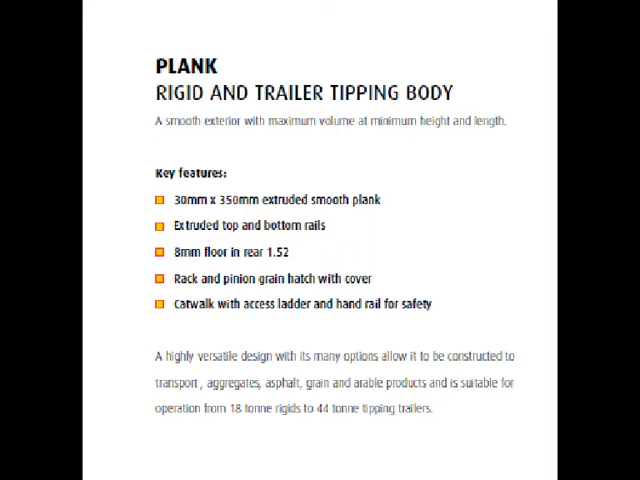 PLANK
RIGID AND TRAILER TIPPING BODY
A smooth exterior with maximum volume at minimum height and length.
Key features:
30mm x 350mm extruded smooth plank
Extruded top and bottom rails
8mm floor in rear 1.52
Rack and pinion grain hatch with cover
Catwalk with access ladder and hand rail for safety
A highly versatile design with its many options allow it to be constructed to
transport , aggregates, asphalt, grain and arable products and is suitable for
operation from 18 tonne rigids to 44 tonne tipping trailers.